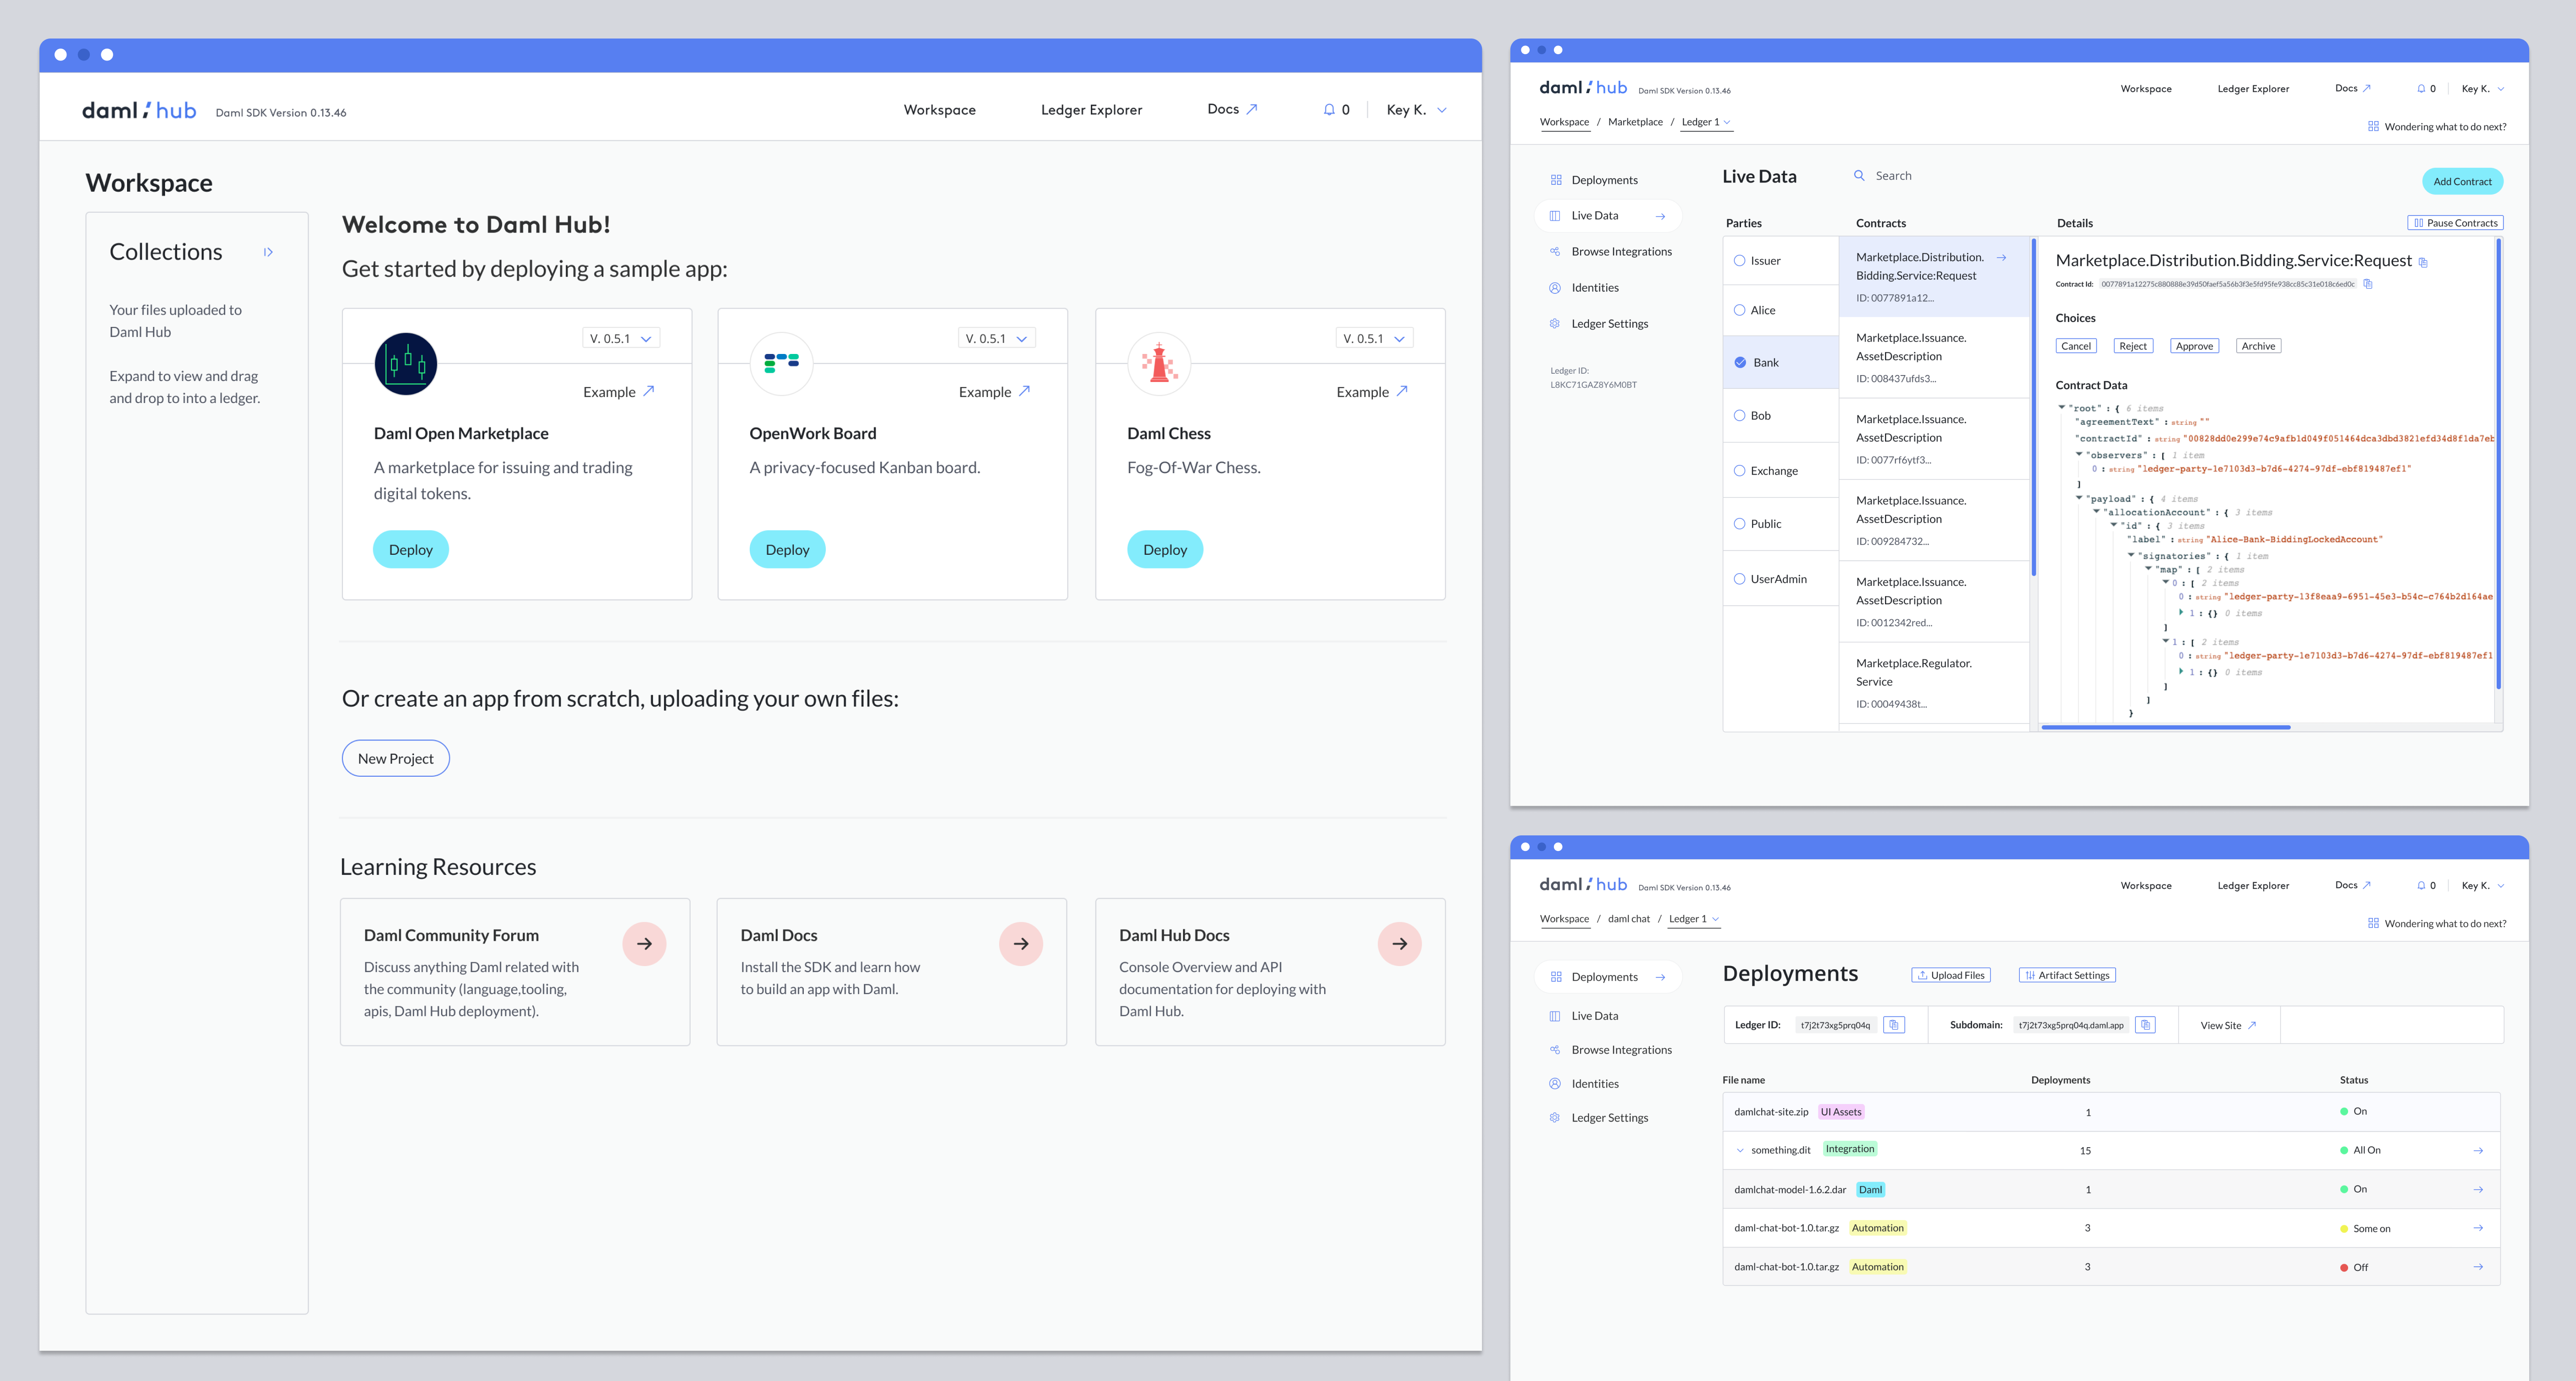 daml hub Daml SDK Version 0.13.46
Workspace Ledger Explorer Docs 0 Key K.
Workspace
Collections
Your files uploaded to
Daml Hub
Expand to view and drag
and drop to into a ledger.
Welcome to Daml Hub!
Get started by deploying a sample app:
V. 0.5.1
Example
Daml Open Marketplace
A marketplace for issuing and trading
digital tokens.
Deploy
V. 0.5.1
Example
OpenWork Board
A privacy-focused Kanban board.
Deploy
V. 0.5.1
Example
Daml Chess
Fog-Of-War Chess.
Deploy
Or create an app from scratch, uploading your own files:
New Project
Learning Resources
Daml Community Forum
Discuss anything Daml related with
the community (language,tooling,
apis, Daml Hub deployment).
Daml Docs
Install the SDK and learn how
to build an app with Daml.
Daml Hub Docs
Console Overview and API
documentation for deploying with
Daml Hub.
daml hub Daml SDK Version 0.13.46
Workspace Ledger Explorer Docs 0 Key K.
Workspace / Marketplace / Ledger 1
Wondering what to do next?
Deployments
Live Data
Browse Integrations
Identities
Ledger Settings
Ledger ID:
L8KC71GAZ8Y6M0BT
Live Data
Search
Add Contract
Parties
Contracts
Details
Pause Contracts
Issuer
Alice
Bank
Bob
Exchange
Public
UserAdmin
Marketplace.Distribution.
Bidding.Service:Request
ID: 0077891a12...
Marketplace.Issuance.
AssetDescription
ID: 008437ufds3...
Marketplace.Issuance.
AssetDescription
ID: 0077rf6ytf3...
Marketplace.Issuance.
AssetDescription
ID: 009284732...
Marketplace.Issuance.
AssetDescription
ID: 0012342red...
Marketplace.Regulator.
Service
ID: 00049438t...
Marketplace.Distribution.Bidding.Service:Request
Contract Id: 0077891a12275c880888e39d50faef5a56b3f3e5fd95fe938cc85c31e018c6ed0c
Choices
Cancel Reject Approve Archive
Contract Data
"root" : { 6 items
"agreementText" : string ""
"contractId" : string "00828dd0e299e74c9afb1d049f051464dca3dbd3821efd34d8f1da7eb
"observers" : [ 1 item
0 : string "ledger-party-1e7103d3-b7d6-4274-97df-ebf819487ef1"
]
"payload" : { 4 items
"allocationAccount" : { 3 items
"id" : { 3 items
"label" : string "Alice-Bank-BiddingLockedAccount"
"signatories" : { 1 item
"map" : [ 2 items
0 : [ 2 items
0 : string "ledger-party-13f8eaa9-6951-45e3-b54c-c764b2d164ae
1 : {} 0 items
]
1 : [ 2 items
0 : string "ledger-party-1e7103d3-b7d6-4274-97df-ebf819487ef1
1 : {} 0 items
]
]
}
daml hub Daml SDK Version 0.13.46
Workspace Ledger Explorer Docs 0 Key K.
Workspace / daml chat / Ledger 1
Wondering what to do next?
Deployments
Live Data
Browse Integrations
Identities
Ledger Settings
Deployments
Upload Files
Artifact Settings
Ledger ID: t7j2t73xg5prq04q
Subdomain: t7j2t73xg5prq04q.daml.app
View Site
File name Deployments Status
damlchat-site.zip UI Assets 1 On
something.dit Integration 15 All On
damlchat-model-1.6.2.dar Daml 1 On
daml-chat-bot-1.0.tar.gz Automation 3 Some on
daml-chat-bot-1.0.tar.gz Automation 3 Off